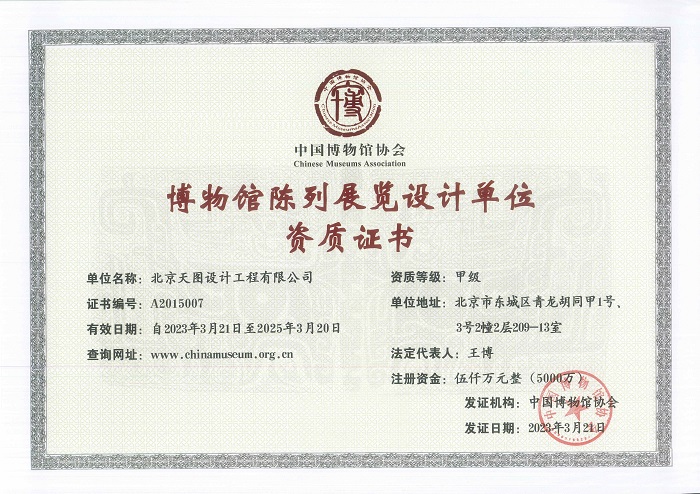 中国博物馆协会
Chinese Museums Association
博物馆陈列展览设计单位
资质证书
单位名称：北京天图设计工程有限公司
证书编号：A2015007
有效日期：自2023年3月21日至2025年3月20日
查询网址：www.chinamuseum.org.cn
资质等级：甲级
单位地址：北京市东城区青龙胡同甲1号、
3号2幢2层209-13室
法定代表人：王博
注册资金：伍仟万元整（5000万）
发证机构：中国博物馆协会
发证日期：2023年3月21日